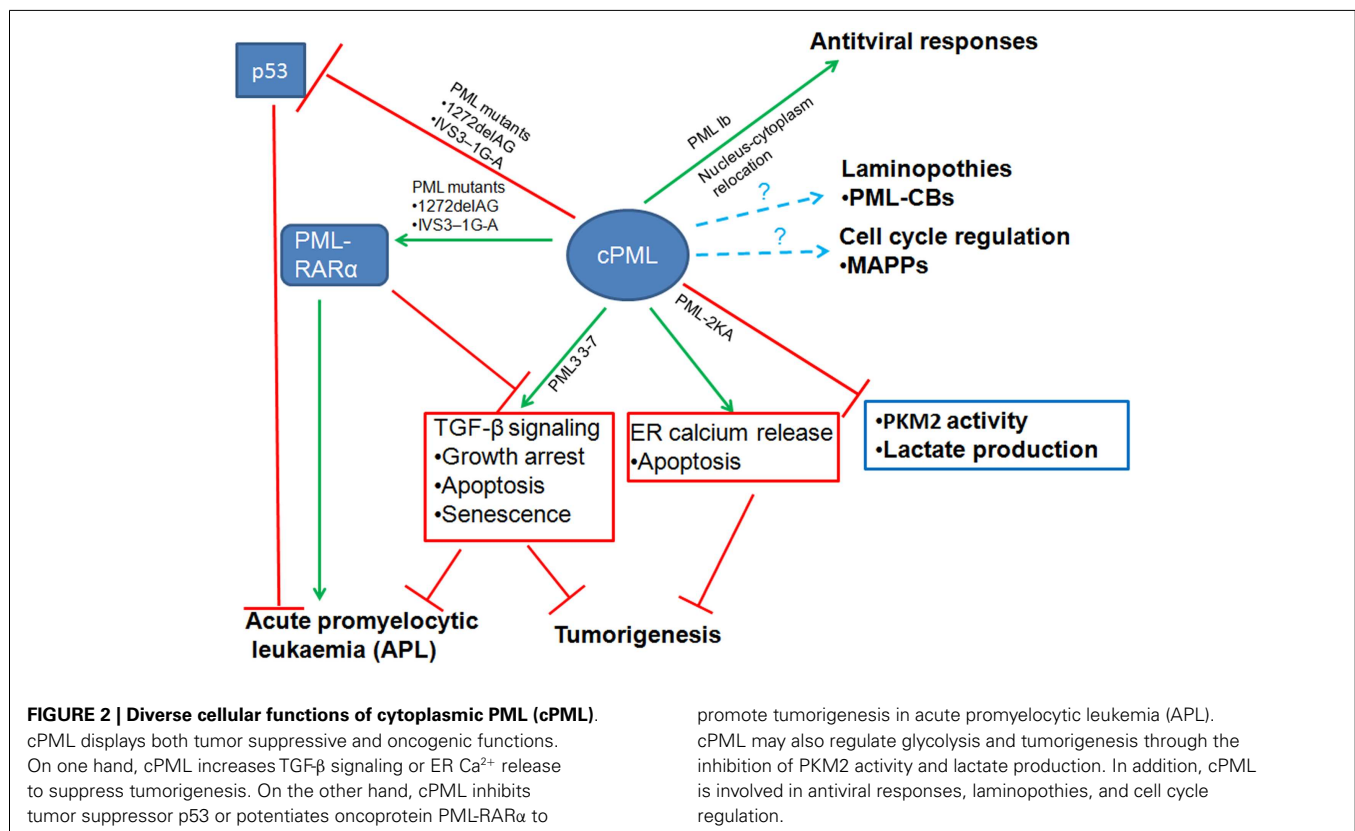 Antitviral responses
p53
PML mutants
•1272delAG
•IVS3–1G-A
PML Ib
Nucleus-cytoplasm
relocation
PML mutants
•1272delAG
•IVS3–1G-A
?
Laminopothies
•PML-CBs
?
Cell cycle regulation
•MAPPs
PML-
RARα
cPML
PML3 3-7
PML-2KA
TGF-β signaling
•Growth arrest
•Apoptosis
•Senescence
ER calcium release
•Apoptosis
•PKM2 activity
•Lactate production
Acute promyelocytic
leukaemia (APL)
Tumorigenesis
FIGURE 2 | Diverse cellular functions of cytoplasmic PML (cPML).
cPML displays both tumor suppressive and oncogenic functions.
On one hand, cPML increases TGF-β signaling or ER Ca²⁺ release
to suppress tumorigenesis. On the other hand, cPML inhibits
tumor suppressor p53 or potentiates oncoprotein PML-RARα to
promote tumorigenesis in acute promyelocytic leukemia (APL).
cPML may also regulate glycolysis and tumorigenesis through the
inhibition of PKM2 activity and lactate production. In addition, cPML
is involved in antiviral responses, laminopothies, and cell cycle
regulation.